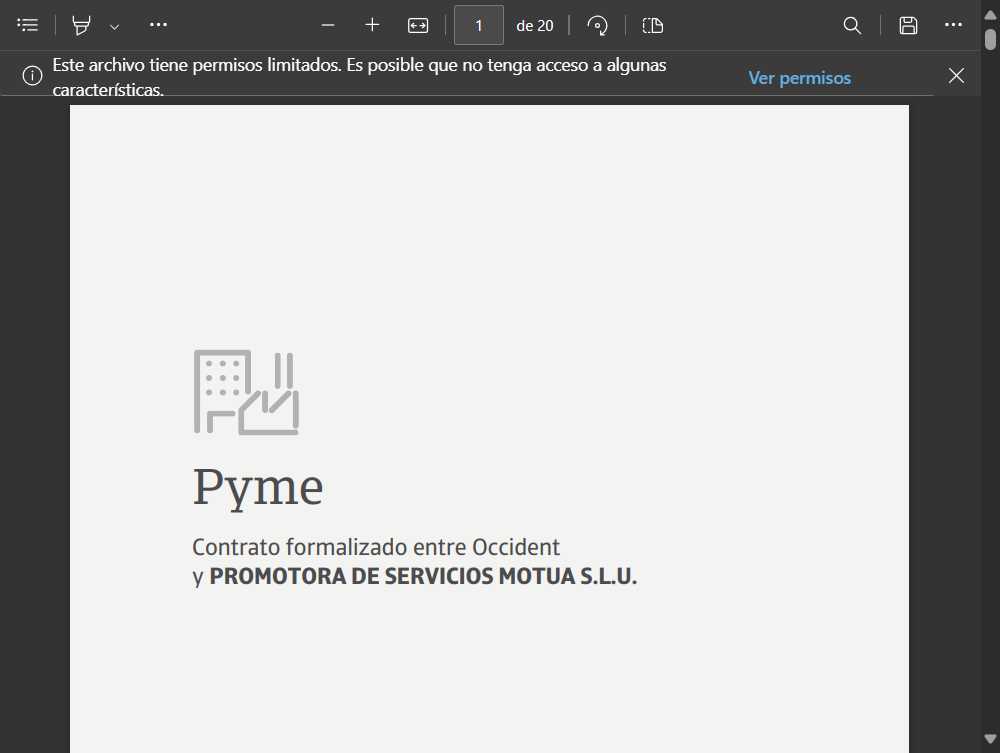 1 de 20
Este archivo tiene permisos limitados. Es posible que no tenga acceso a algunas
características.
Ver permisos
Pyme
Contrato formalizado entre Occident
y PROMOTORA DE SERVICIOS MOTUA S.L.U.